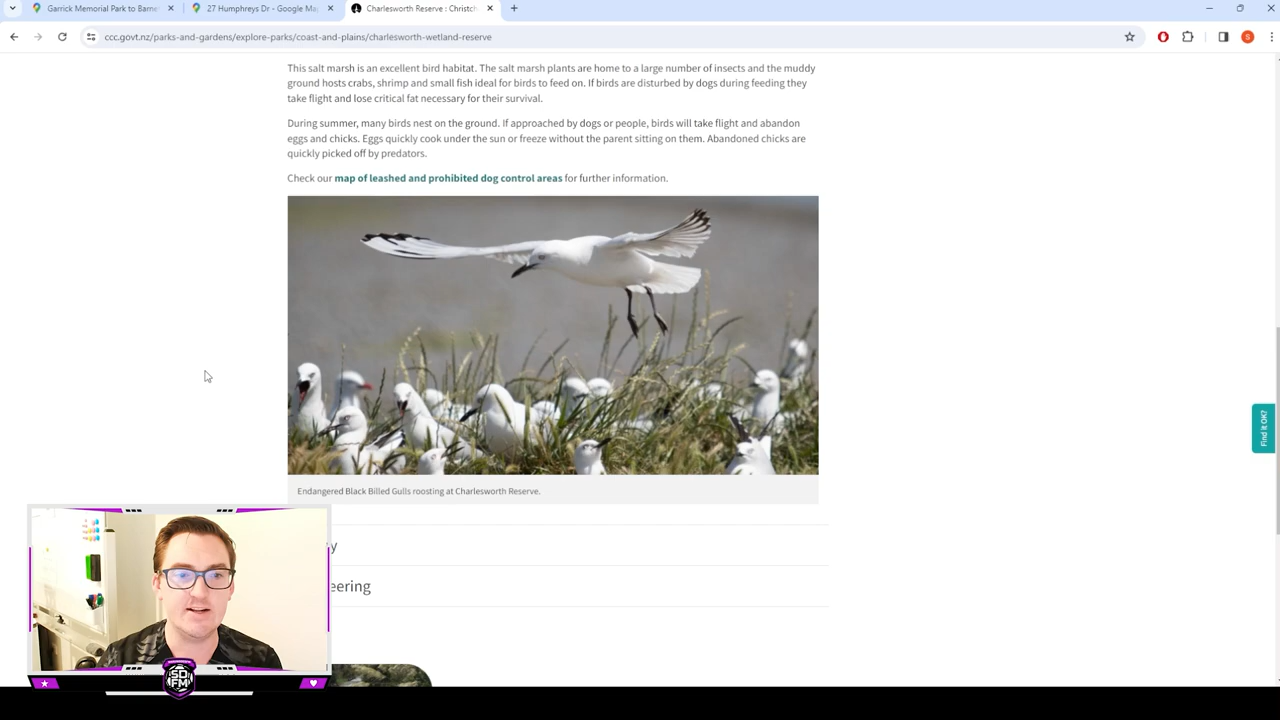 Garrick Memorial Park to Barne
27 Humphreys Dr - Google Ma
Charlesworth Reserve : Christch
ccc.govt.nz/parks-and-gardens/explore-parks/coast-and-plains/charlesworth-wetland-reserve
S
This salt marsh is an excellent bird habitat. The salt marsh plants are home to a large number of insects and the muddy
ground hosts crabs, shrimp and small fish ideal for birds to feed on. If birds are disturbed by dogs during feeding they
take flight and lose critical fat necessary for their survival.
During summer, many birds nest on the ground. If approached by dogs or people, birds will take flight and abandon
eggs and chicks. Eggs quickly cook under the sun or freeze without the parent sitting on them. Abandoned chicks are
quickly picked off by predators.
Check our map of leashed and prohibited dog control areas for further information.
Find it OK?
Endangered Black Billed Gulls roosting at Charlesworth Reserve.
y
eering
SD
FM